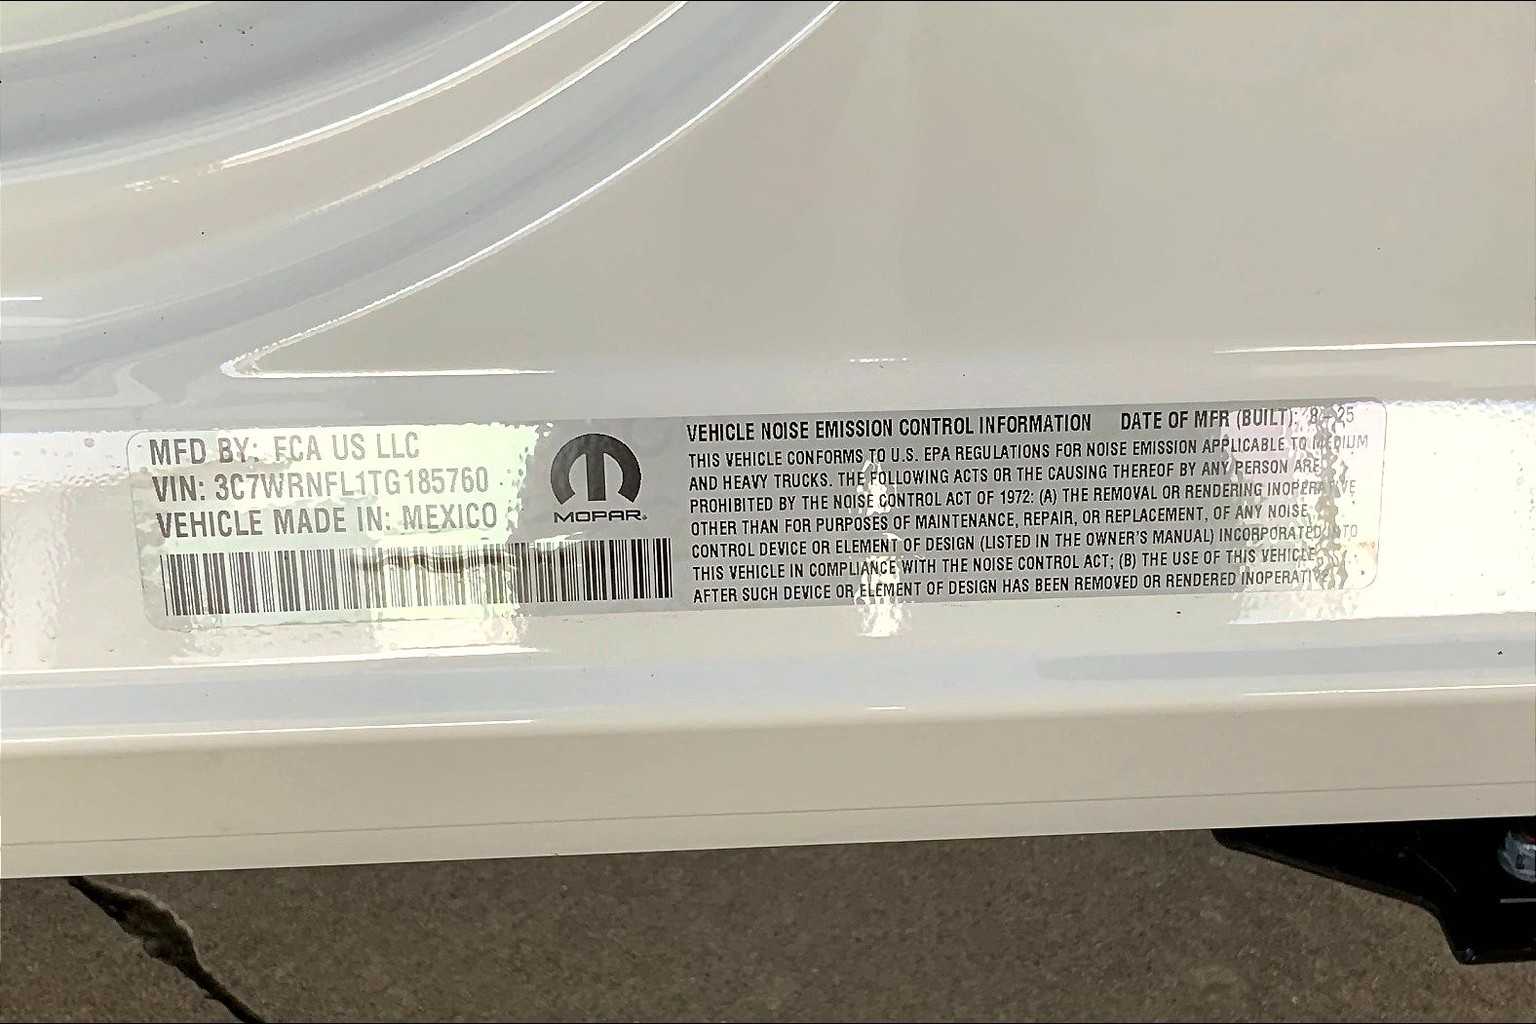 MFD BY: FCA US LLC
VIN: 3C7WRNFL1TG185760
VEHICLE MADE IN: MEXICO
MOPAR
VEHICLE NOISE EMISSION CONTROL INFORMATION DATE OF MFR (BUILT): 8-25
THIS VEHICLE CONFORMS TO U.S. EPA REGULATIONS FOR NOISE EMISSION APPLICABLE TO MEDIUM
AND HEAVY TRUCKS. THE FOLLOWING ACTS OR THE CAUSING THEREOF BY ANY PERSON ARE
PROHIBITED BY THE NOISE CONTROL ACT OF 1972: (A) THE REMOVAL OR RENDERING INOPERATIVE
OTHER THAN FOR PURPOSES OF MAINTENANCE, REPAIR, OR REPLACEMENT, OF ANY NOISE
CONTROL DEVICE OR ELEMENT OF DESIGN (LISTED IN THE OWNER'S MANUAL) INCORPORATED INTO
THIS VEHICLE IN COMPLIANCE WITH THE NOISE CONTROL ACT; (B) THE USE OF THIS VEHICLE
AFTER SUCH DEVICE OR ELEMENT OF DESIGN HAS BEEN REMOVED OR RENDERED INOPERATIVE.